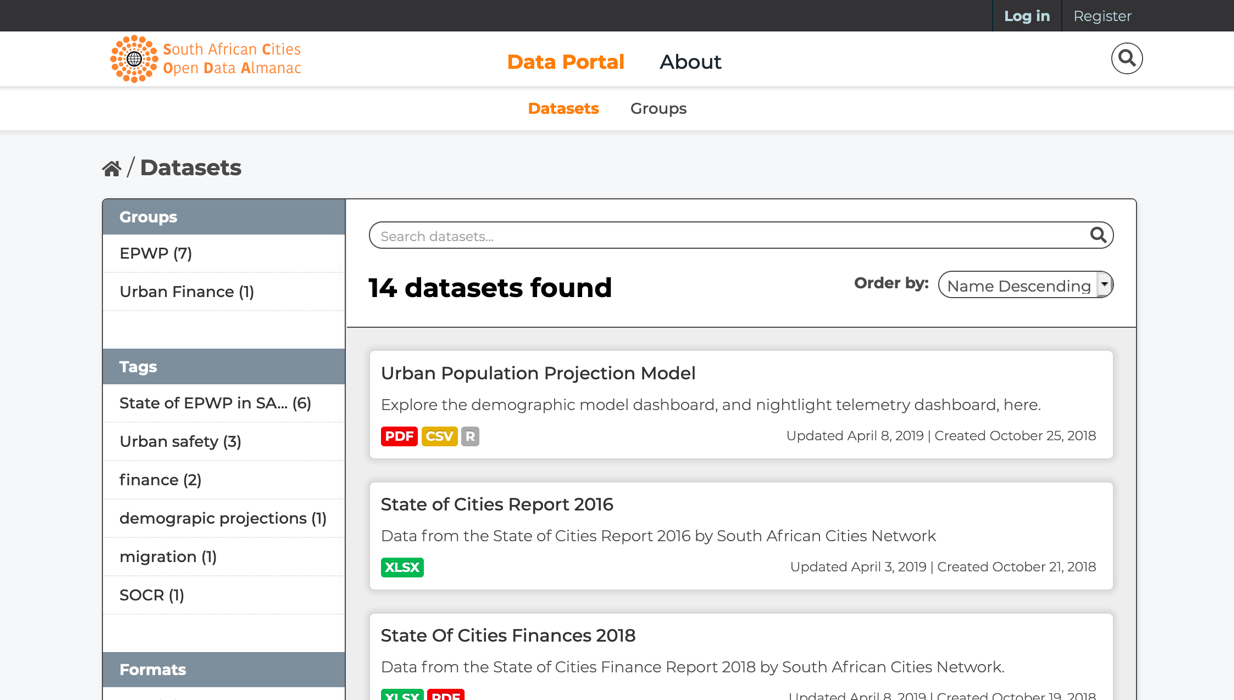 Log in
Register
South African Cities
Open Data Almanac
Data Portal
About
Datasets
Groups
/ Datasets
Groups
EPWP (7)
Urban Finance (1)
Tags
State of EPWP in SA... (6)
Urban safety (3)
finance (2)
demograpic projections (1)
migration (1)
SOCR (1)
Formats
Search datasets...
14 datasets found
Order by:
Name Descending
Urban Population Projection Model
Explore the demographic model dashboard, and nightlight telemetry dashboard, here.
PDF CSV R
Updated April 8, 2019 | Created October 25, 2018
State of Cities Report 2016
Data from the State of Cities Report 2016 by South African Cities Network
XLSX
Updated April 3, 2019 | Created October 21, 2018
State Of Cities Finances 2018
Data from the State of Cities Finance Report 2018 by South African Cities Network.
XLSX PDF
Updated April 8, 2019 | Created October 19, 2018